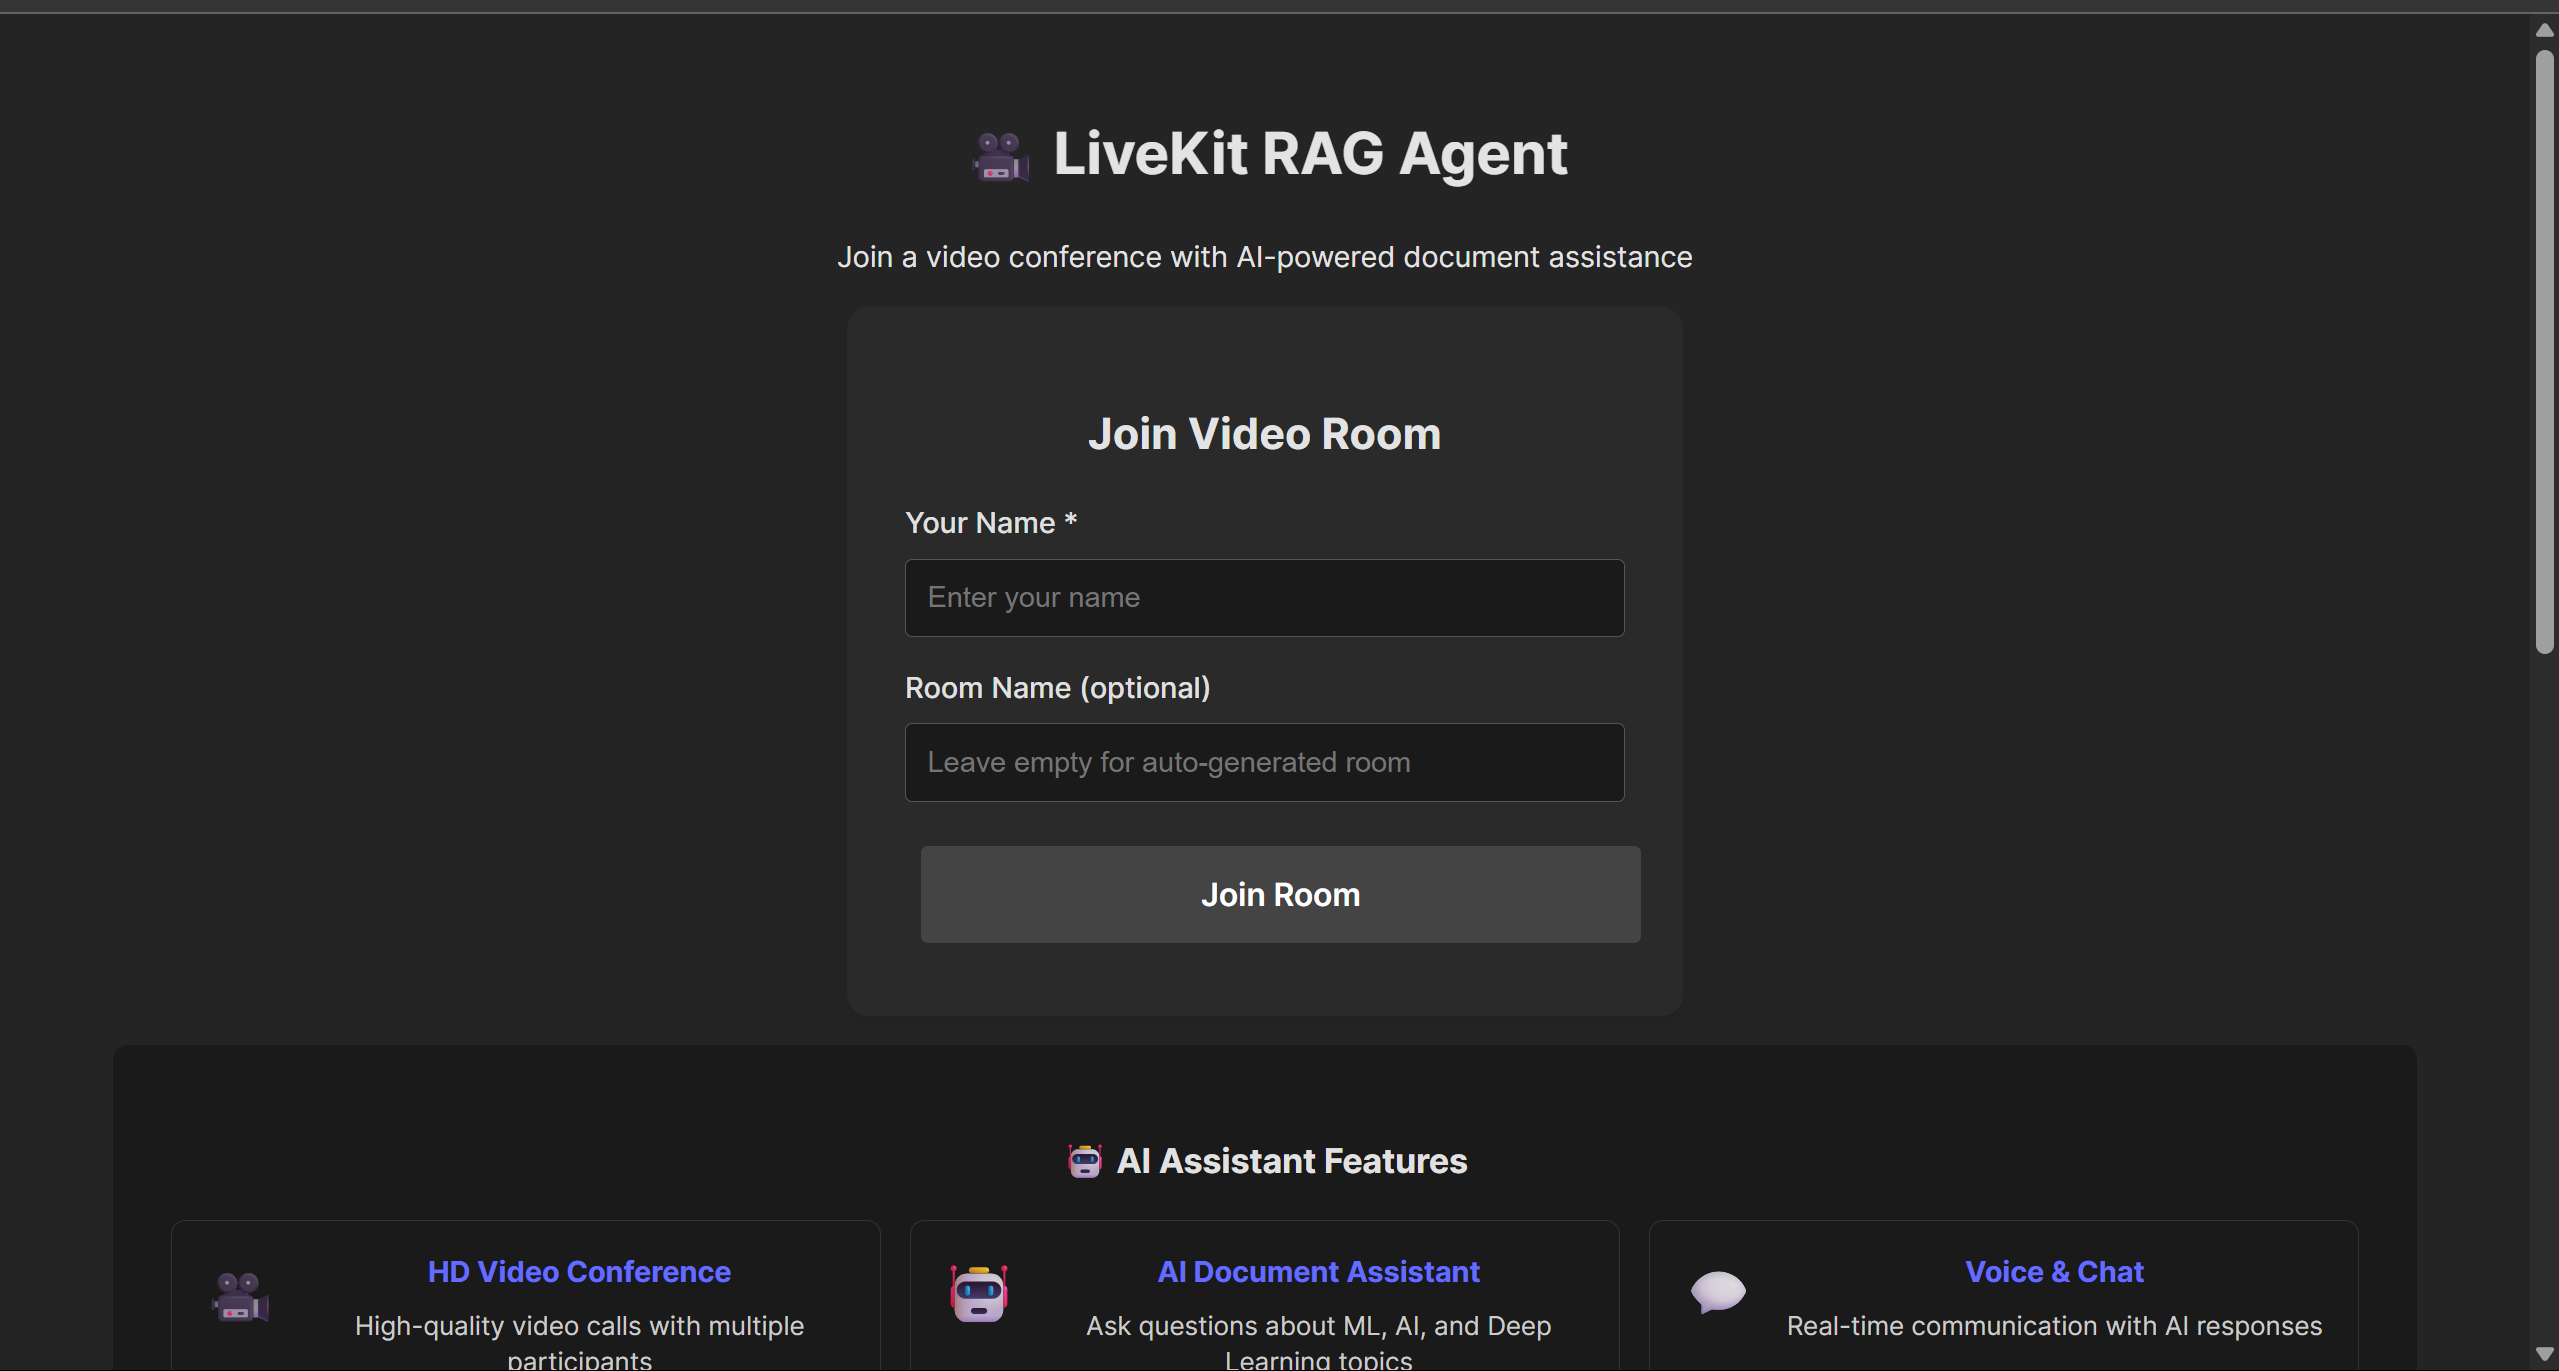 LiveKit RAG Agent
Join a video conference with AI-powered document assistance
Join Video Room
Your Name *
Enter your name
Room Name (optional)
Leave empty for auto-generated room
Join Room
AI Assistant Features
HD Video Conference
High-quality video calls with multiple
participants
AI Document Assistant
Ask questions about ML, AI, and Deep
Learning topics
Voice & Chat
Real-time communication with AI responses